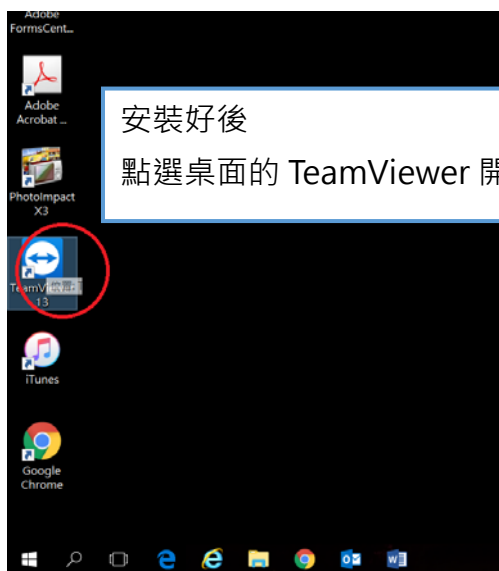 Adobe
FormsCent...
Adobe
Acrobat ...
安裝好後
點選桌面的 TeamViewer 開
PhotoImpact
X3
13
iTunes
Google
Chrome